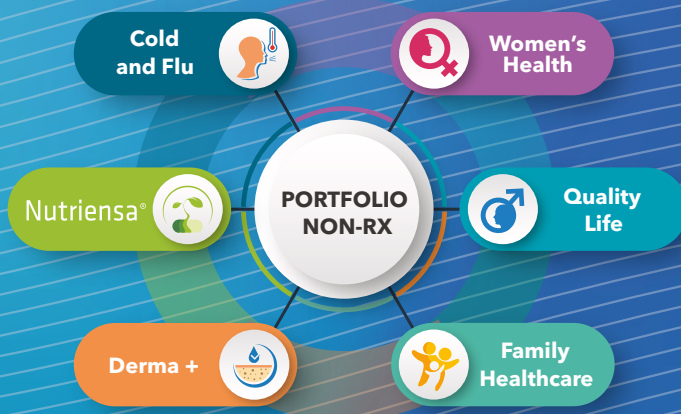 Cold
and Flu
Women's
Health
Nutriensa®
PORTFOLIO
NON-RX
Quality
Life
Derma +
Family
Healthcare